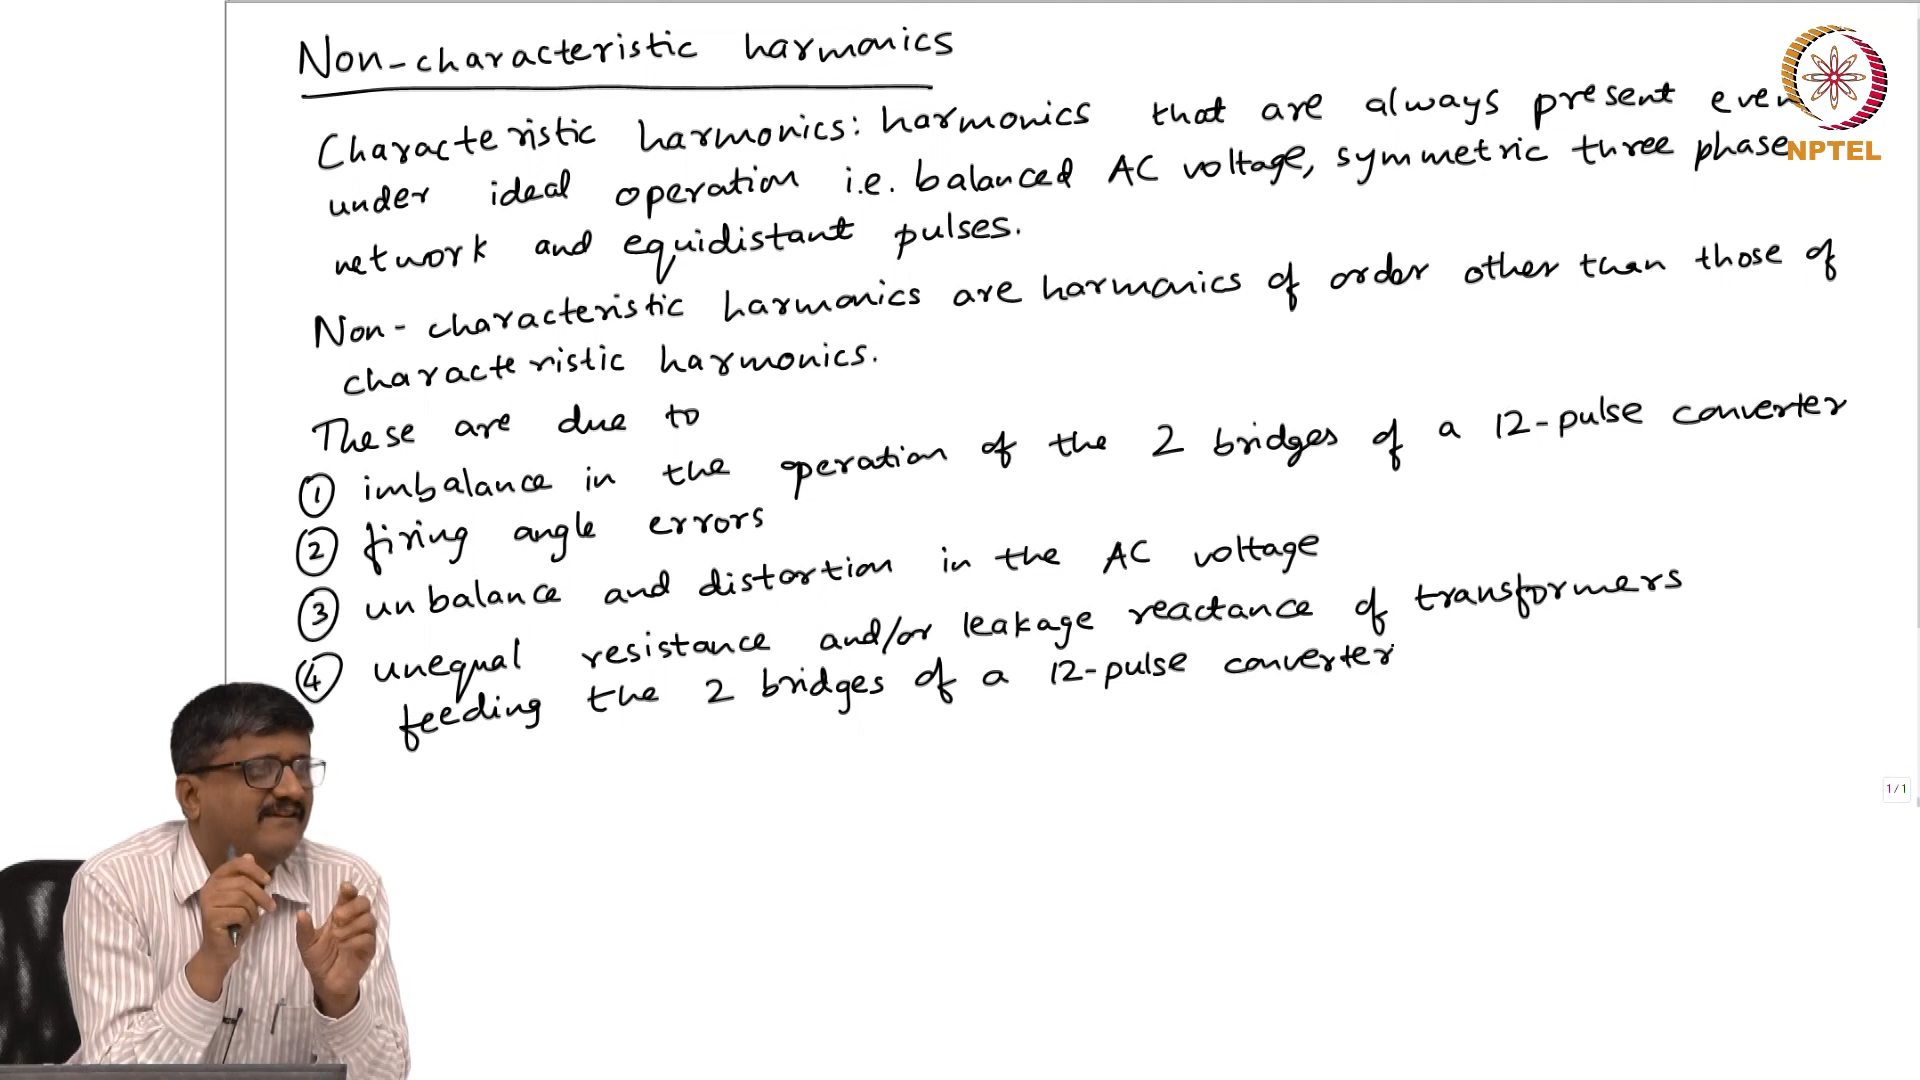 Non-characteristic harmonics
Characteristic harmonics: harmonics that are always present even
under ideal operation i.e. balanced AC voltage, symmetric three phase
network and equidistant pulses.
Non-characteristic harmonics are harmonics of order other than those of
characteristic harmonics.
These are due to
① imbalance in the operation of the 2 bridges of a 12-pulse converter
② firing angle errors
③ unbalance and distortion in the AC voltage
④ unequal resistance and/or leakage reactance of transformers
feeding the 2 bridges of a 12-pulse converter
NPTEL
1/1